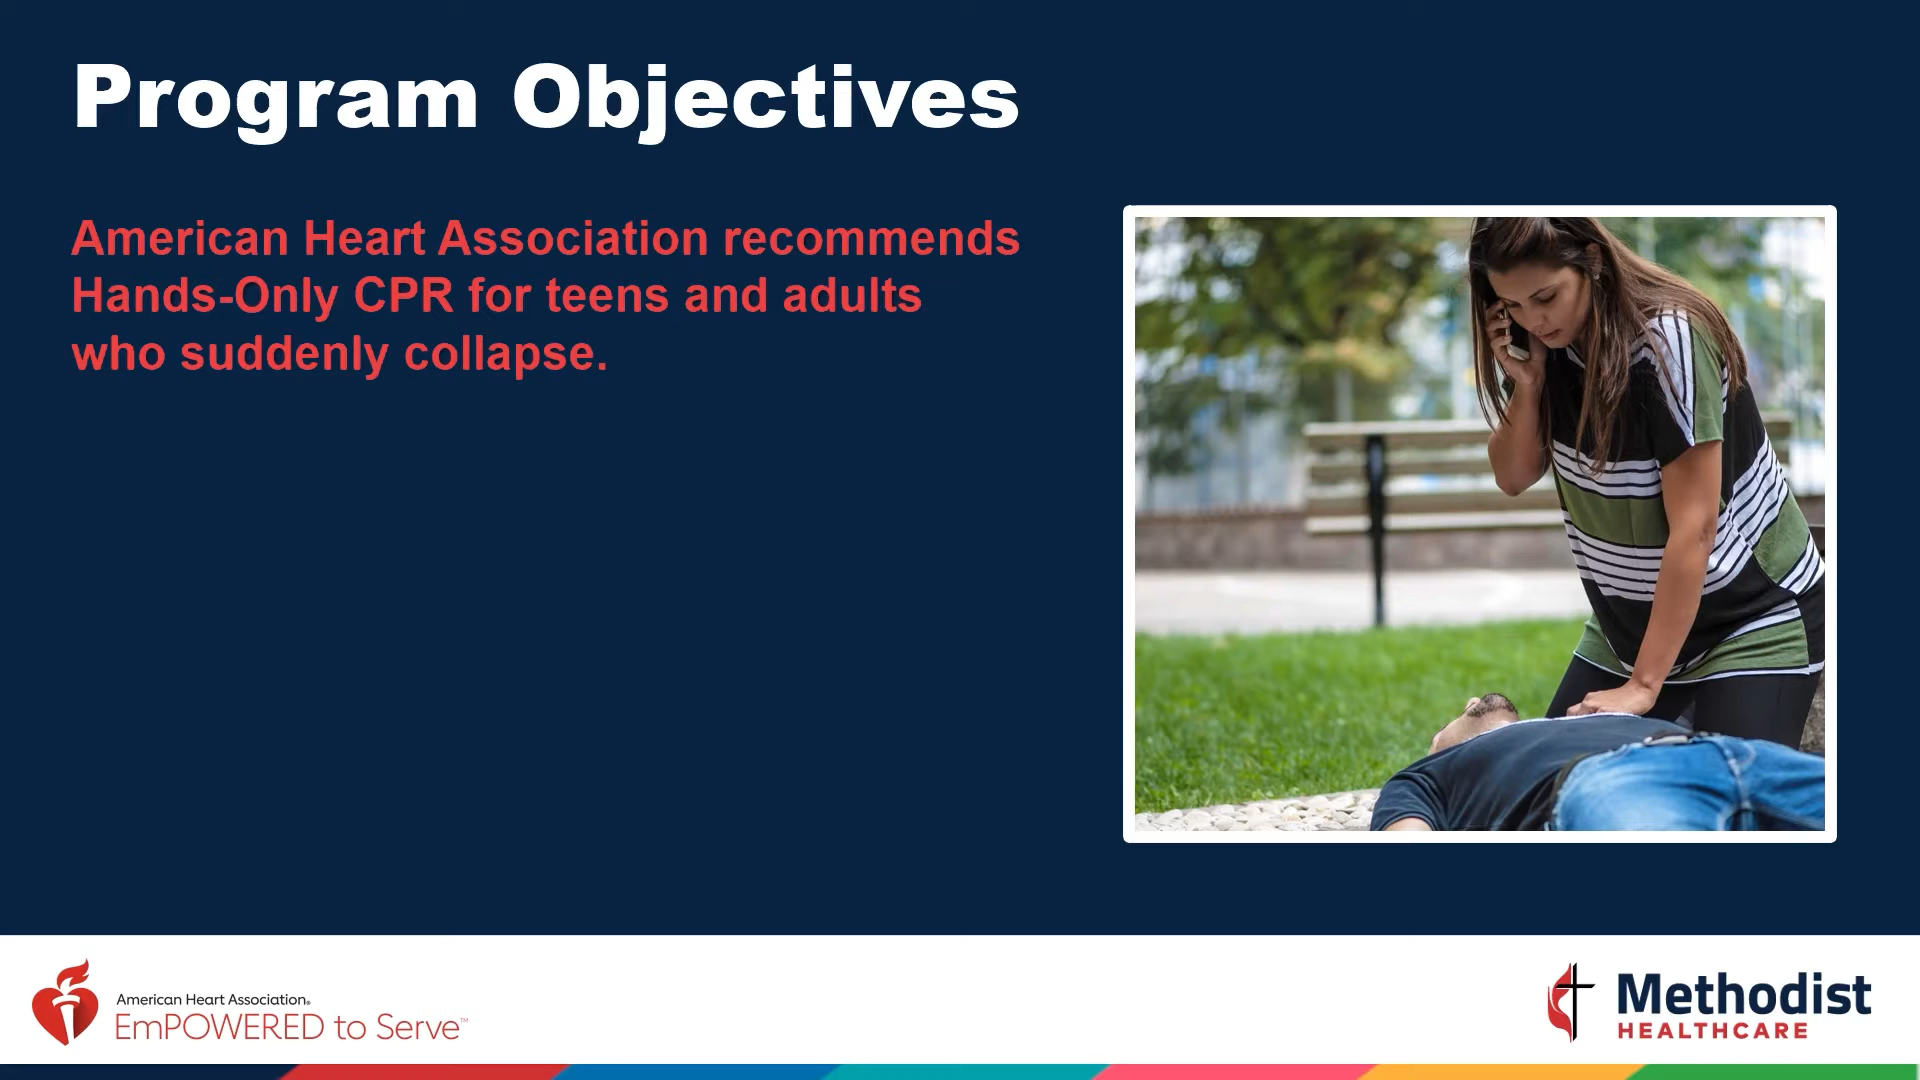 Program Objectives
American Heart Association recommends
Hands-Only CPR for teens and adults
who suddenly collapse.
American Heart Association®
EmPOWERED to Serve™
Methodist
HEALTHCARE